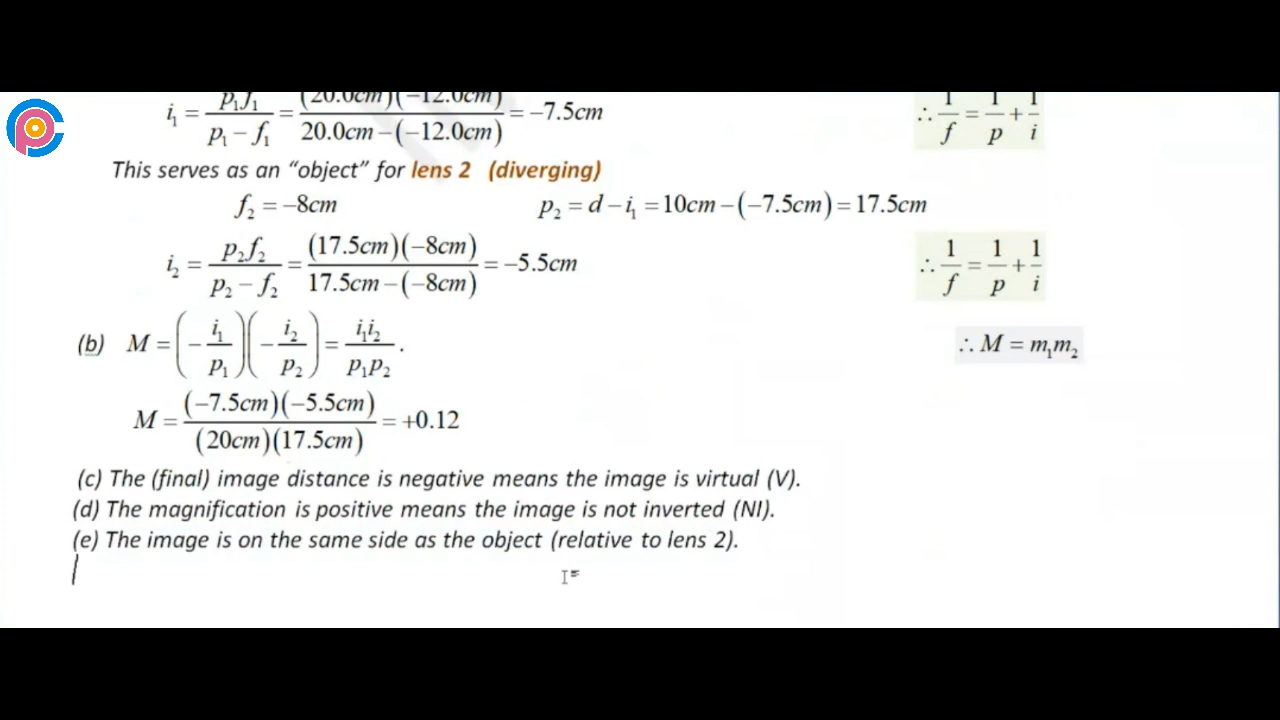 i₁ = p₁f₁ / (p₁ − f₁) = (20.0cm)(−12.0cm) / (20.0cm − (−12.0cm)) = −7.5cm ∴ 1/f = 1/p + 1/i
This serves as an “object” for lens 2 (diverging)
f₂ = −8cm p₂ = d − i₁ = 10cm − (−7.5cm) = 17.5cm
i₂ = p₂f₂ / (p₂ − f₂) = (17.5cm)(−8cm) / (17.5cm − (−8cm)) = −5.5cm ∴ 1/f = 1/p + 1/i
(b) M = (− i₁/p₁)(− i₂/p₂) = i₁i₂ / p₁p₂ . ∴ M = m₁m₂
M = (−7.5cm)(−5.5cm) / (20cm)(17.5cm) = +0.12
(c) The (final) image distance is negative means the image is virtual (V).
(d) The magnification is positive means the image is not inverted (NI).
(e) The image is on the same side as the object (relative to lens 2).